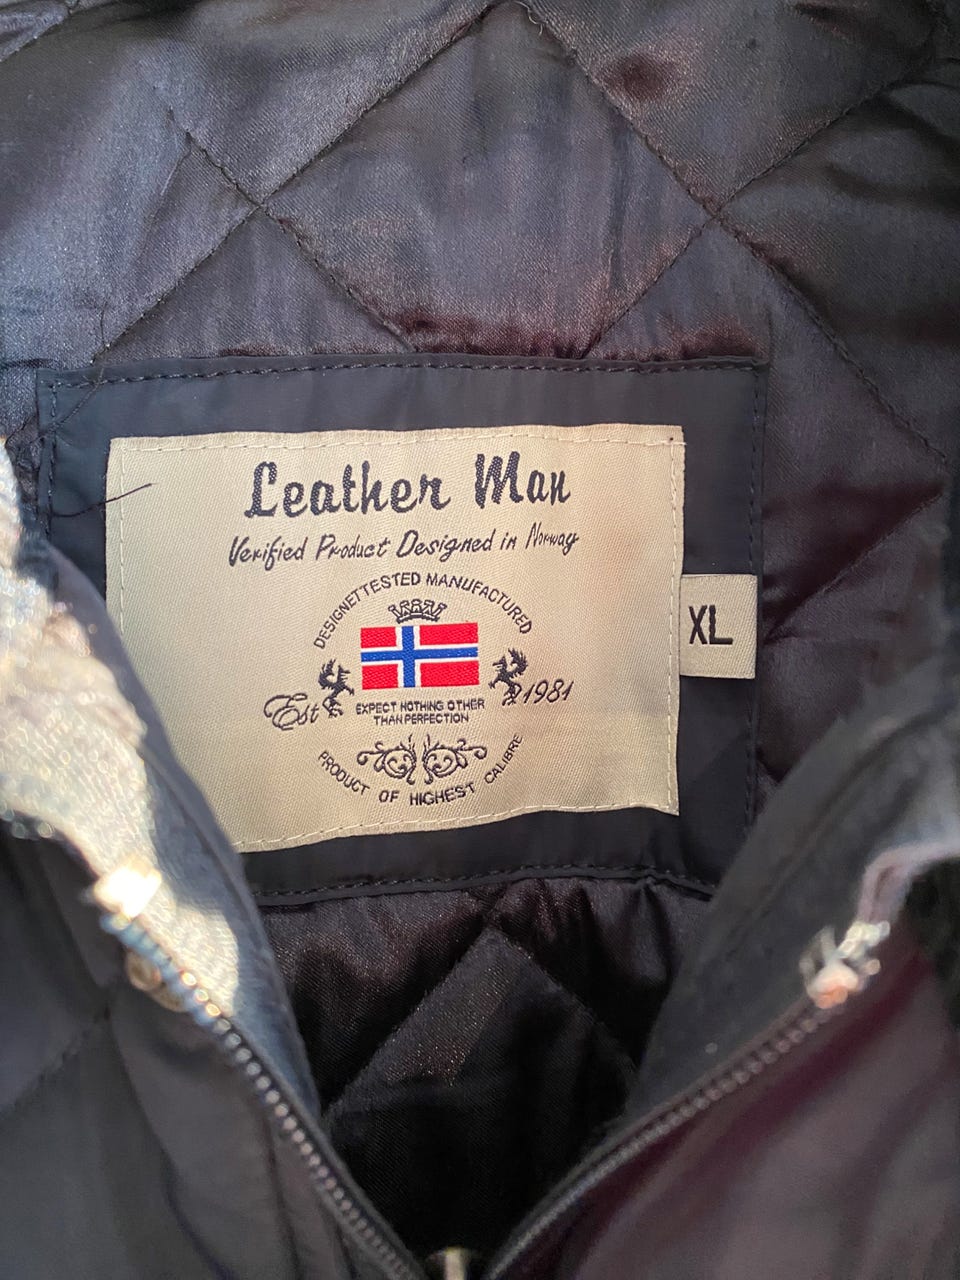 Leather Man
Verified Product Designed in Norway
DESIGNETTESTED MANUFACTURED
Est 1981
EXPECT NOTHING OTHER
THAN PERFECTION
PRODUCT OF HIGHEST CALIBRE
XL